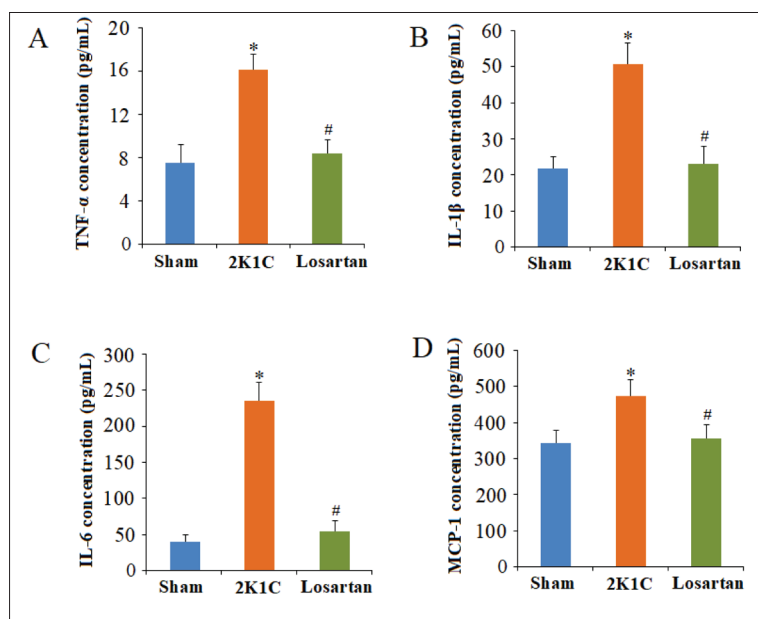 A
TNF-α concentration (pg/mL)
20
16
12
8
4
0
*
#
Sham 2K1C Losartan
B
IL-1β concentration (pg/mL)
60
50
40
30
20
10
0
*
#
Sham 2K1C Losartan
C
IL-6 concentration (pg/mL)
300
250
200
150
100
50
0
*
#
Sham 2K1C Losartan
D
MCP-1 concentration (pg/mL)
600
500
400
300
200
100
0
*
#
Sham 2K1C Losartan